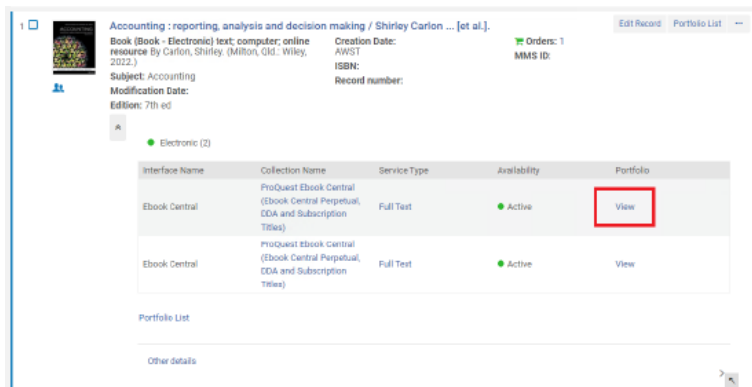 1 Accounting : reporting, analysis and decision making / Shirley Carlon ... [et al.]. Edit Record Portfolio List ...
Book (Book - Electronic) text; computer; online Creation Date: Orders: 1
resource By Carlon, Shirley. (Milton, Qld.: Wiley, AWST MMS ID:
2022.) ISBN:
Subject: Accounting Record number:
Modification Date:
Edition: 7th ed
Electronic (2)
Interface Name Collection Name Service Type Availability Portfolio
ProQuest Ebook Central
Ebook Central (Ebook Central Perpetual, Full Text Active View
DDA and Subscription
Titles)
ProQuest Ebook Central
Ebook Central (Ebook Central Perpetual, Full Text Active View
DDA and Subscription
Titles)
Portfolio List
Other details